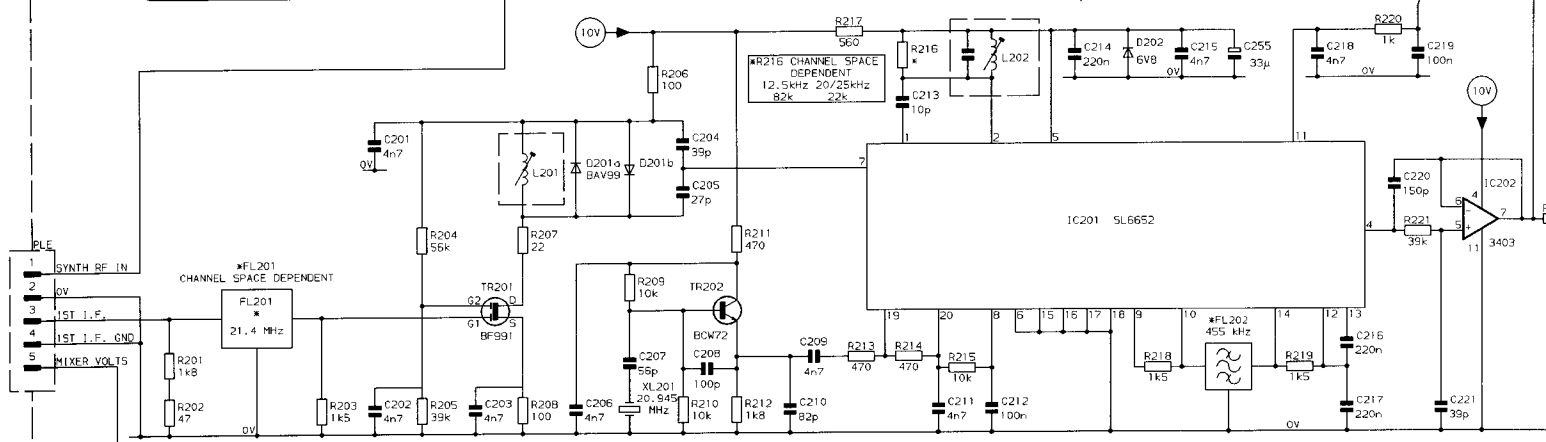 10V
R217
560
R216
*
*R216 CHANNEL SPACE
DEPENDENT
12.5kHz 20/25kHz
82k 22k
L202
C214
220n
D202
6V8
C215
4n7
C255
33µ
0V
C218
4n7
R220
1k
C219
100n
0V
10V
R206
100
C213
10p
C201
4n7
0V
L201
D201a
BAV99
D201b
C204
39p
C205
27p
1
2
5
11
7
IC201 SL6652
4
C220
150p
IC202
4
6
5
7
11
3403
R221
39k
R204
56k
R207
22
R211
470
PLE
1
SYNTH RF IN
2
0V
3
1ST I.F.
4
1ST I.F. GND
5
MIXER VOLTS
*FL201
CHANNEL SPACE DEPENDENT
FL201
*
21.4 MHz
TR201
G2
D
G1
S
BF991
R209
10k
TR202
BCW72
19
20
8
6
15
16
17
18
9
10
14
12
13
*FL202
455 kHz
C216
220n
R201
1k8
R202
47
R203
1k5
C202
4n7
R205
39k
C203
4n7
R208
100
C206
4n7
C207
56p
XL201
20.945
MHz
C208
100p
R210
10k
R212
1k8
C209
4n7
C210
82p
R213
470
R214
470
R215
10k
C211
4n7
C212
100n
R218
1k5
R219
1k5
C217
220n
C221
39p
0V
0V